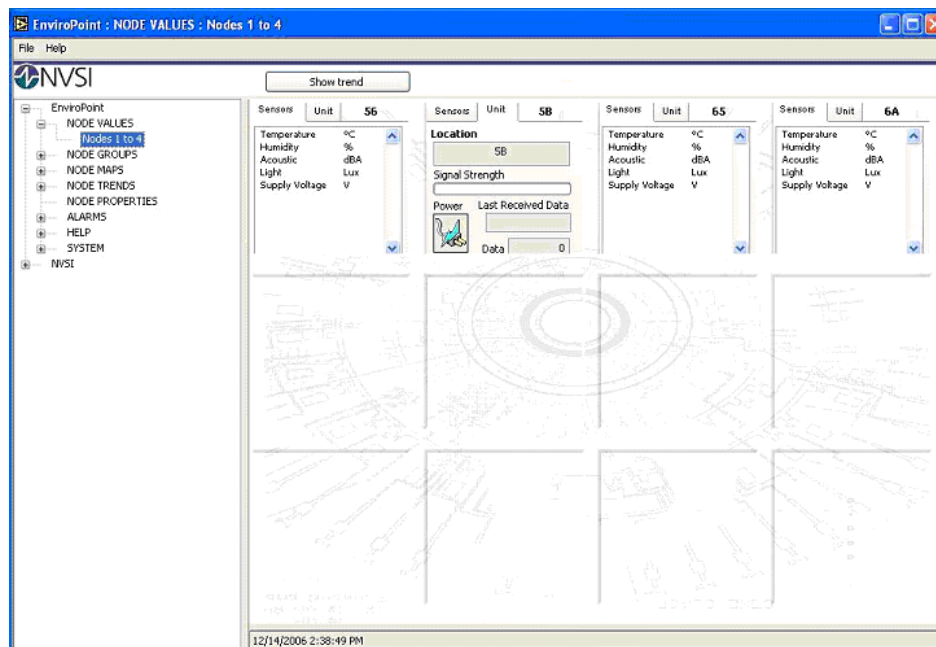 EnviroPoint : NODE VALUES : Nodes 1 to 4
File Help
NVSI
Show trend
EnviroPoint
NODE VALUES
Nodes 1 to 4
NODE GROUPS
NODE MAPS
NODE TRENDS
NODE PROPERTIES
ALARMS
HELP
SYSTEM
NVSI
Sensors Unit 56
Temperature °C
Humidity %
Acoustic dBA
Light Lux
Supply Voltage V
Sensors Unit 5B
Location
5B
Signal Strength
Power Last Received Data
Data 0
Sensors Unit 65
Temperature °C
Humidity %
Acoustic dBA
Light Lux
Supply Voltage V
Sensors Unit 6A
Temperature °C
Humidity %
Acoustic dBA
Light Lux
Supply Voltage V
12/14/2006 2:38:49 PM